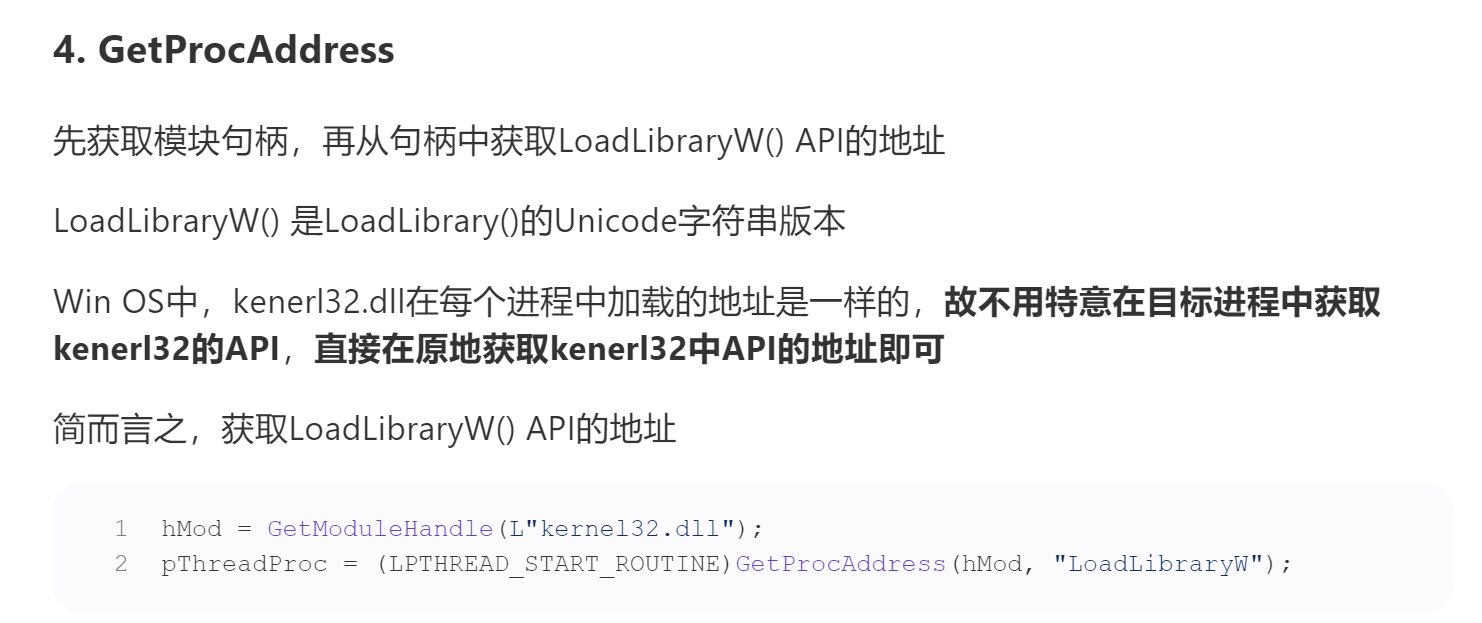 4. GetProcAddress
先获取模块句柄，再从句柄中获取LoadLibraryW() API的地址
LoadLibraryW() 是LoadLibrary()的Unicode字符串版本
Win OS中，kenerl32.dll在每个进程中加载的地址是一样的，故不用特意在目标进程中获取
kenerl32的API，直接在原地获取kenerl32中API的地址即可
简而言之，获取LoadLibraryW() API的地址
1 hMod = GetModuleHandle(L"kernel32.dll");
2 pThreadProc = (LPTHREAD_START_ROUTINE)GetProcAddress(hMod, "LoadLibraryW");